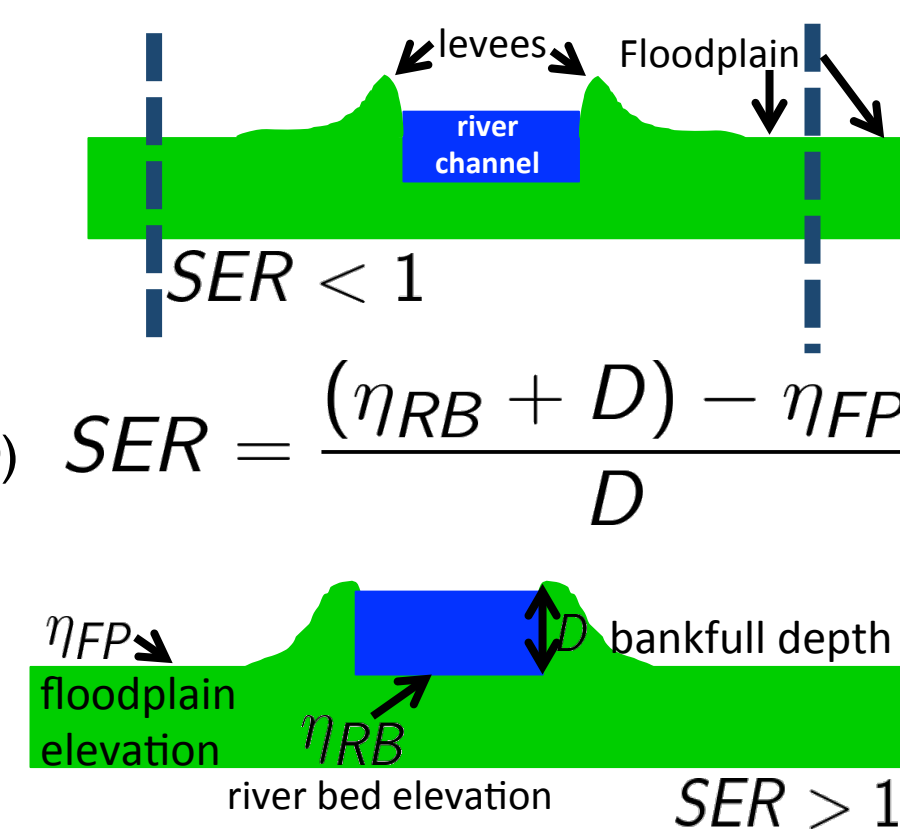 levees
Floodplain
river
channel
SER < 1
) SER = ((η_RB + D) − η_FP) / D
η_FP
D bankfull depth
floodplain
elevation
η_RB
river bed elevation
SER > 1